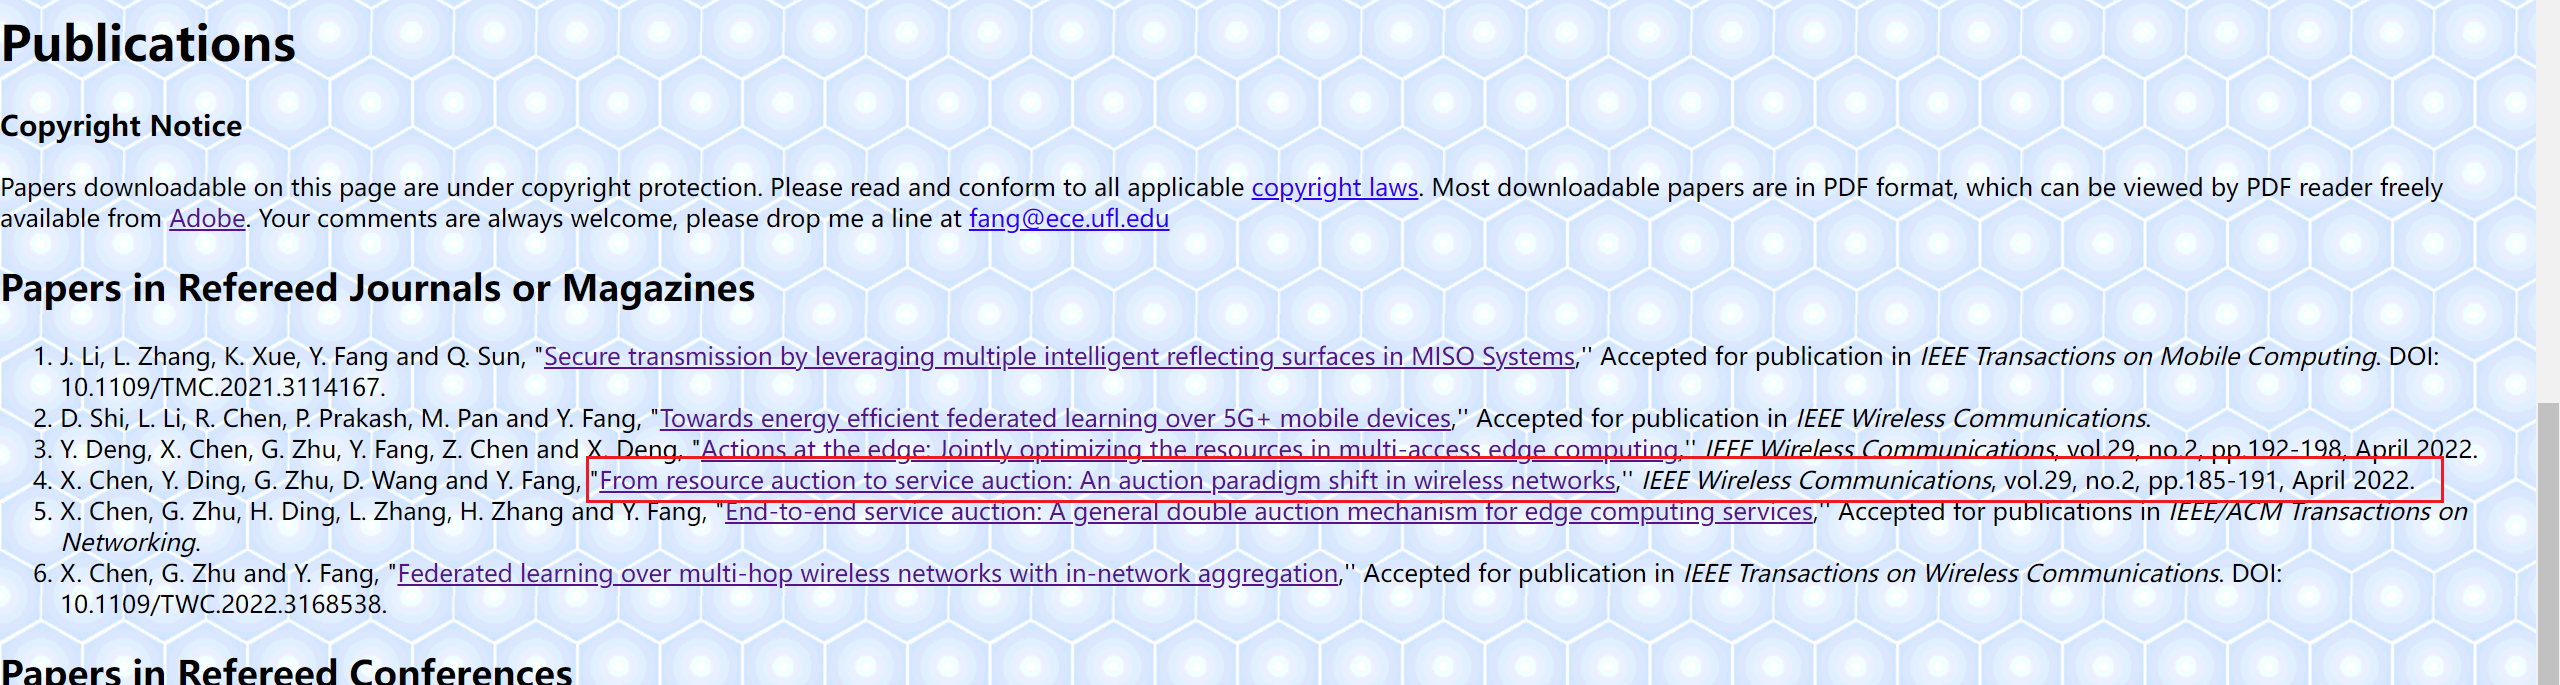 Publications
Copyright Notice
Papers downloadable on this page are under copyright protection. Please read and conform to all applicable copyright laws. Most downloadable papers are in PDF format, which can be viewed by PDF reader freely
available from Adobe. Your comments are always welcome, please drop me a line at fang@ece.ufl.edu
Papers in Refereed Journals or Magazines
1. J. Li, L. Zhang, K. Xue, Y. Fang and Q. Sun, "Secure transmission by leveraging multiple intelligent reflecting surfaces in MISO Systems,'' Accepted for publication in IEEE Transactions on Mobile Computing. DOI:
10.1109/TMC.2021.3114167.
2. D. Shi, L. Li, R. Chen, P. Prakash, M. Pan and Y. Fang, "Towards energy efficient federated learning over 5G+ mobile devices,'' Accepted for publication in IEEE Wireless Communications.
3. Y. Deng, X. Chen, G. Zhu, Y. Fang, Z. Chen and X. Deng, "Actions at the edge: Jointly optimizing the resources in multi-access edge computing,'' IEEE Wireless Communications, vol.29, no.2, pp.192-198, April 2022.
4. X. Chen, Y. Ding, G. Zhu, D. Wang and Y. Fang, "From resource auction to service auction: An auction paradigm shift in wireless networks,'' IEEE Wireless Communications, vol.29, no.2, pp.185-191, April 2022.
5. X. Chen, G. Zhu, H. Ding, L. Zhang, H. Zhang and Y. Fang, "End-to-end service auction: A general double auction mechanism for edge computing services,'' Accepted for publications in IEEE/ACM Transactions on
Networking.
6. X. Chen, G. Zhu and Y. Fang, "Federated learning over multi-hop wireless networks with in-network aggregation,'' Accepted for publication in IEEE Transactions on Wireless Communications. DOI:
10.1109/TWC.2022.3168538.
Papers in Refereed Conferences